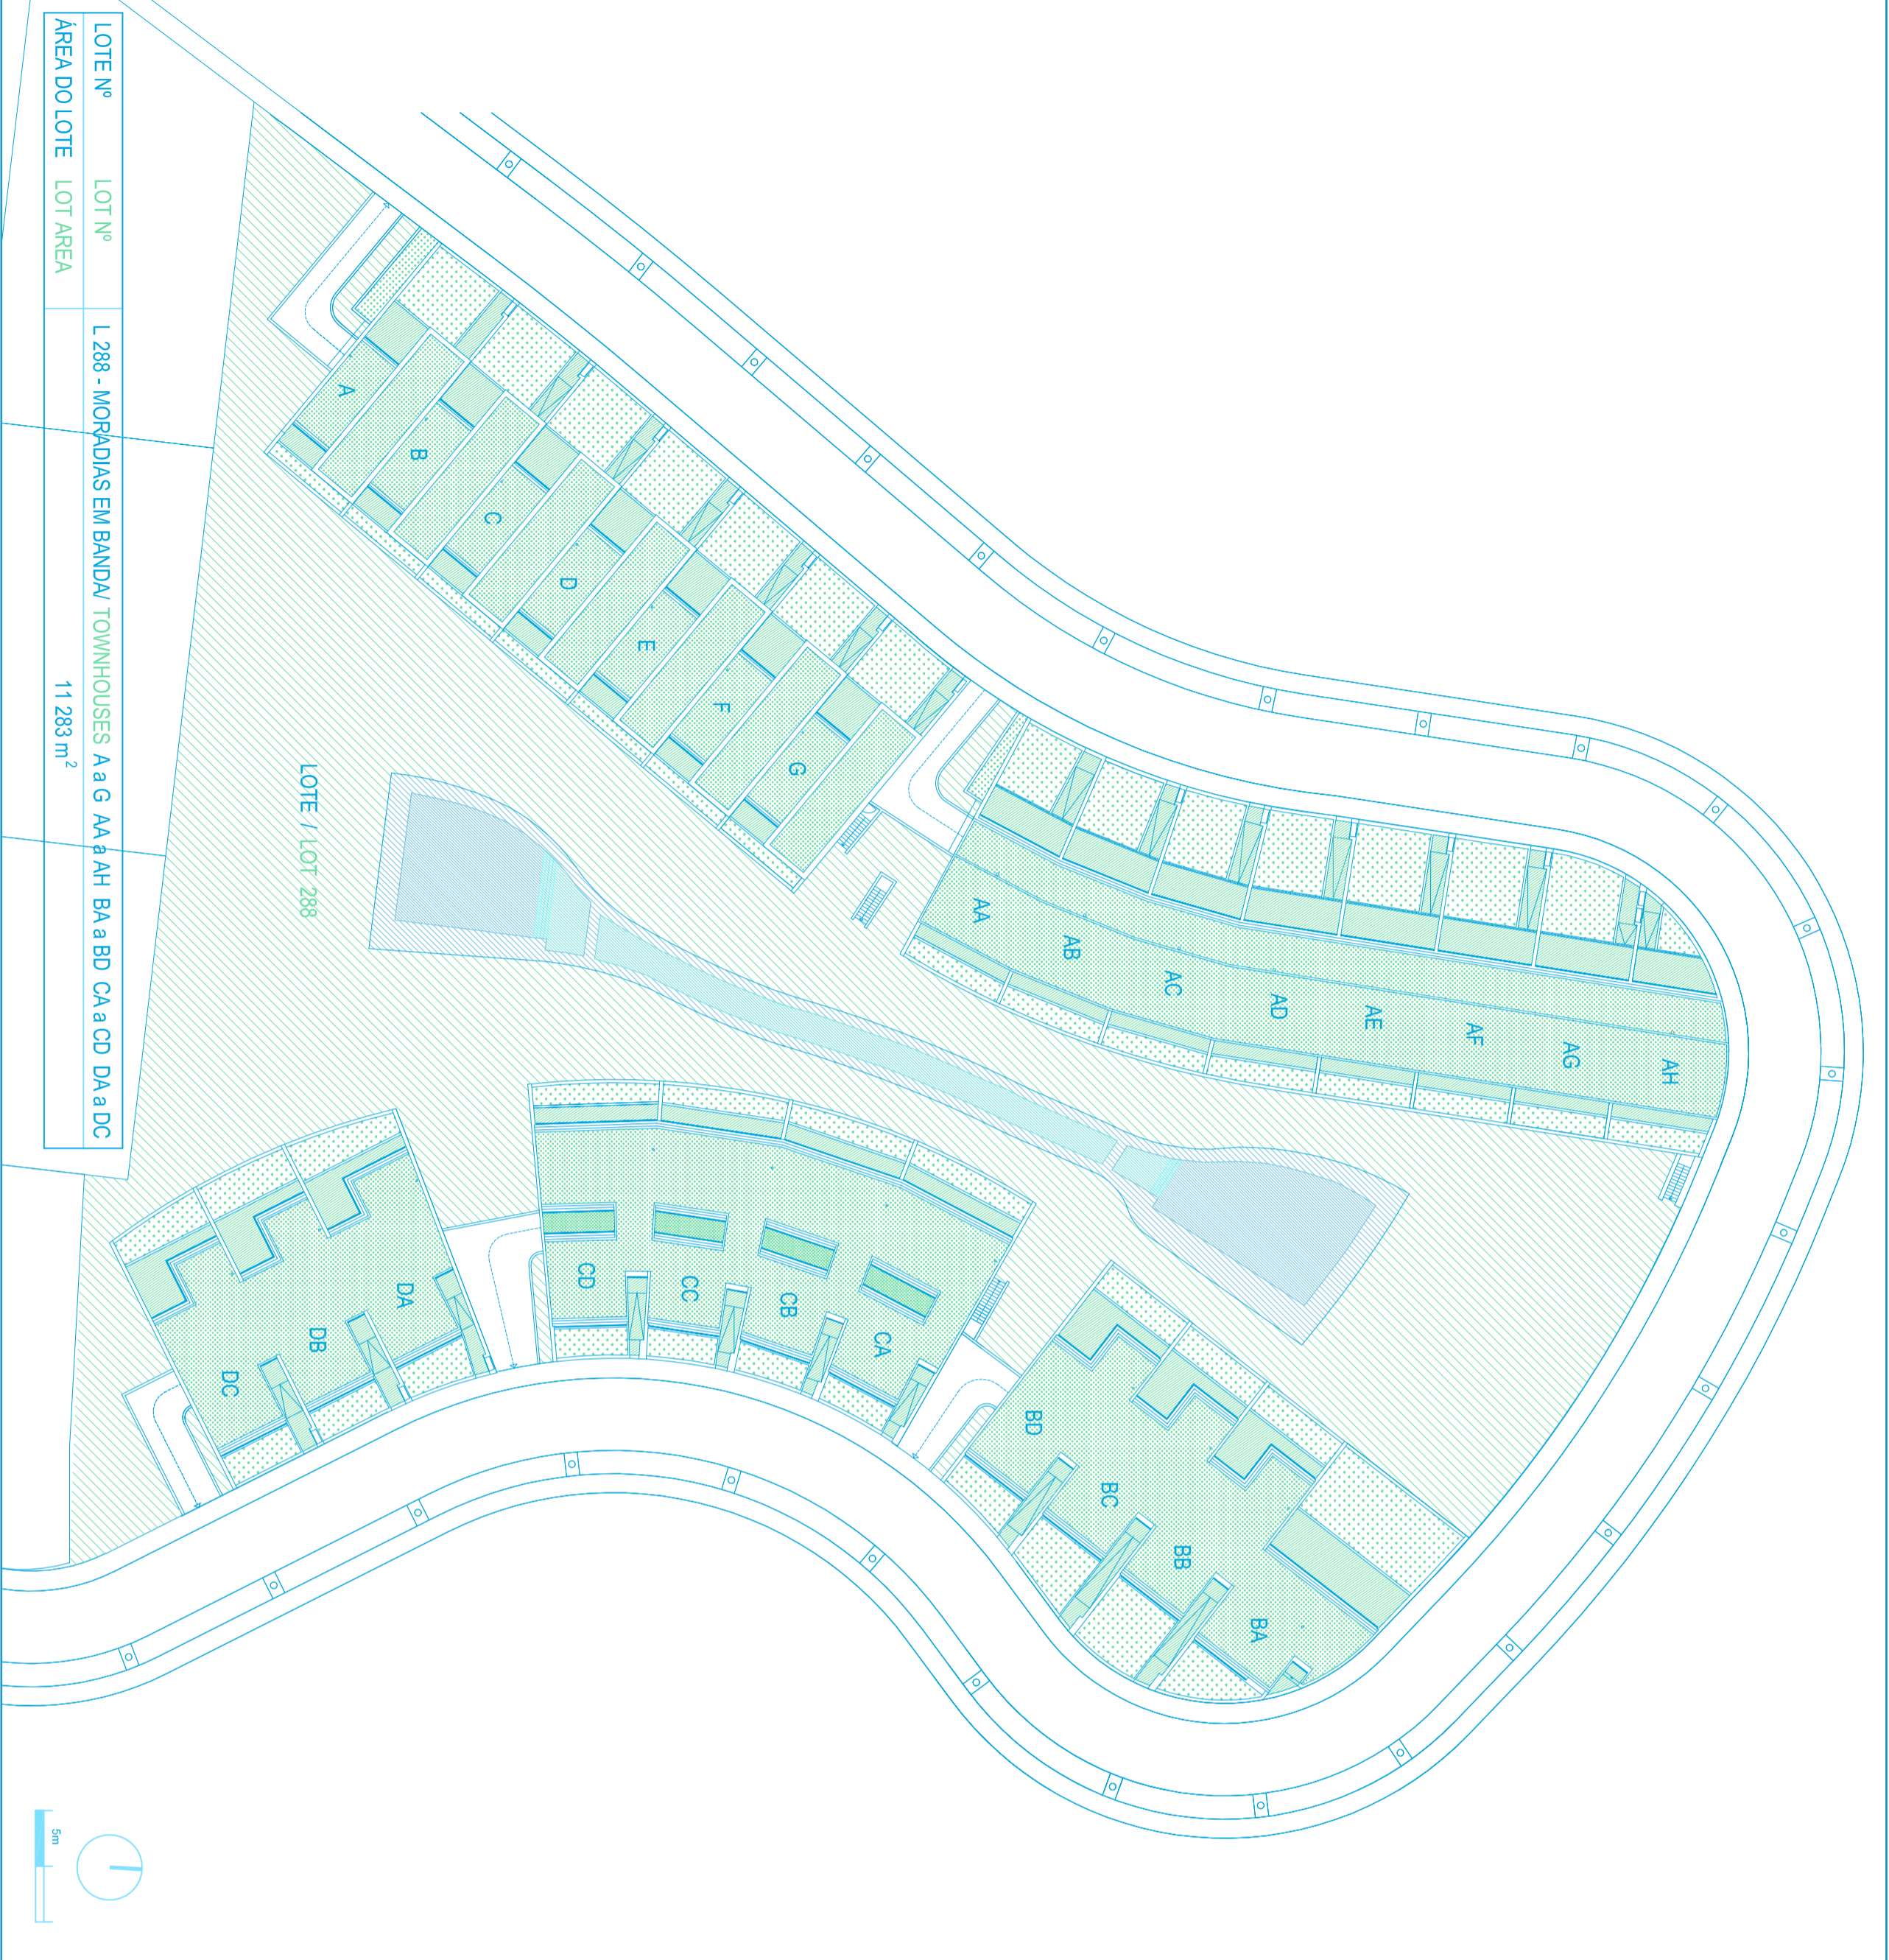 LOTE Nº LOT Nº L 288 - MORADIAS EM BANDA/ TOWNHOUSES A a G AA a AH BA a BD CA a CD DA a DC
ÁREA DO LOTE LOT AREA 11 283 m²
LOTE / LOT 288
A
B
C
D
E
F
G
AA
AB
AC
AD
AE
AF
AG
AH
BA
BB
BC
BD
CA
CB
CC
CD
DA
DB
DC
5m